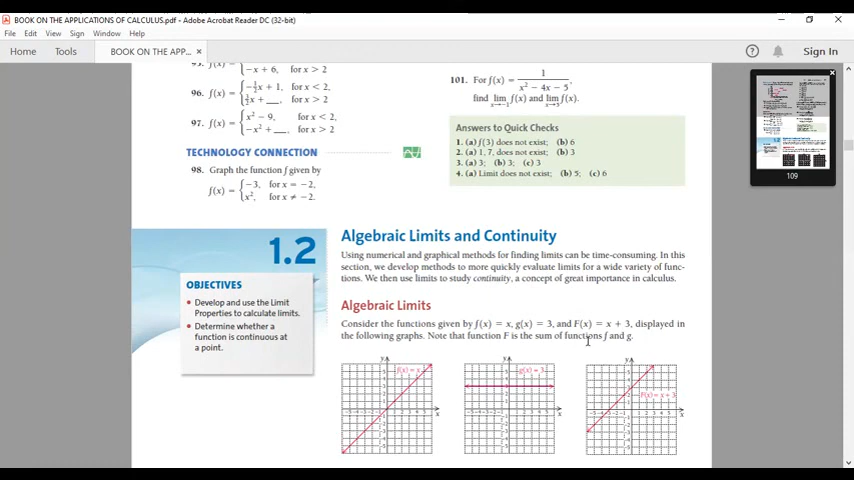 BOOK ON THE APPLICATIONS OF CALCULUS.pdf - Adobe Acrobat Reader DC (32-bit)
File Edit View Sign Window Help
Home Tools BOOK ON THE APP... × Sign In
95. f(x) = { −x + 6, for x > 2
96. f(x) = { −½x + 1, for x < 2,
½x + __, for x > 2
97. f(x) = { x² − 9, for x < 2,
−x² + __, for x > 2
TECHNOLOGY CONNECTION
98. Graph the function f given by
f(x) = { −3, for x = −2,
x², for x ≠ −2.
101. For f(x) = 1 / (x² − 4x − 5),
find lim x→−1 f(x) and lim x→5 f(x).
Answers to Quick Checks
1. (a) f(3) does not exist; (b) 6
2. (a) 1, 7, does not exist; (b) 3
3. (a) 3; (b) 3; (c) 3
4. (a) Limit does not exist; (b) 5; (c) 6
109
1.2
OBJECTIVES
• Develop and use the Limit
Properties to calculate limits.
• Determine whether a
function is continuous at
a point.
Algebraic Limits and Continuity
Using numerical and graphical methods for finding limits can be time-consuming. In this
section, we develop methods to more quickly evaluate limits for a wide variety of func-
tions. We then use limits to study continuity, a concept of great importance in calculus.
Algebraic Limits
Consider the functions given by f(x) = x, g(x) = 3, and F(x) = x + 3, displayed in
the following graphs. Note that function F is the sum of functions f and g.
y y y
f(x) = x g(x) = 3 F(x) = x + 3
x x x